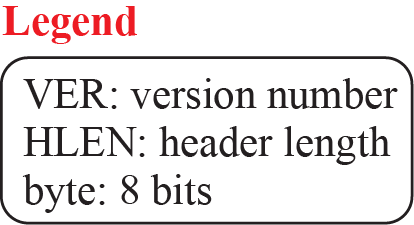 Legend
VER: version number
HLEN: header length
byte: 8 bits